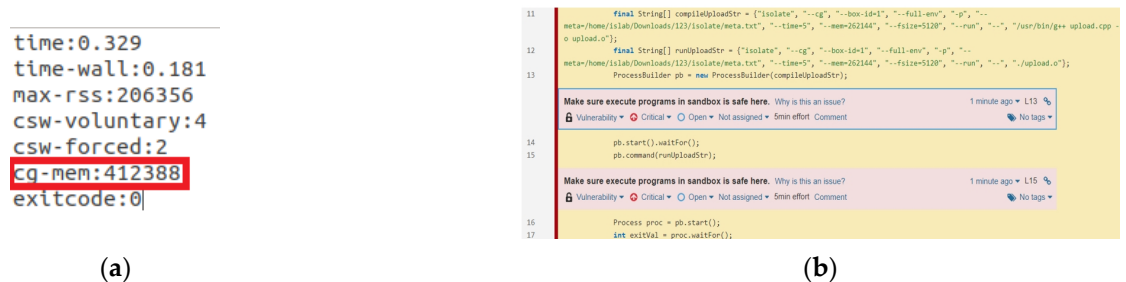 time:0.329
time-wall:0.181
max-rss:206356
csw-voluntary:4
csw-forced:2
cg-mem:412388
exitcode:0
(a)
11 final String[] compileUploadStr = {"isolate", "--cg", "--box-id=1", "--full-env", "-p", "--
meta=/home/islab/Downloads/123/isolate/meta.txt", "--time=5", "--mem=262144", "--fsize=5120", "--run", "--", "/usr/bin/g++ upload.cpp -
o upload.o"};
12 final String[] runUploadStr = {"isolate", "--cg", "--box-id=1", "--full-env", "-p", "--
meta=/home/islab/Downloads/123/isolate/meta.txt", "--time=5", "--mem=262144", "--fsize=5120", "--run", "--", "./upload.o"};
13 ProcessBuilder pb = new ProcessBuilder(compileUploadStr);
Make sure execute programs in sandbox is safe here. Why is this an issue? 1 minute ago L13
Vulnerability Critical Open Not assigned 5min effort Comment No tags
14 pb.start().waitFor();
15 pb.command(runUploadStr);
Make sure execute programs in sandbox is safe here. Why is this an issue? 1 minute ago L15
Vulnerability Critical Open Not assigned 5min effort Comment No tags
16 Process proc = pb.start();
17 int exitVal = proc.waitFor();
(b)